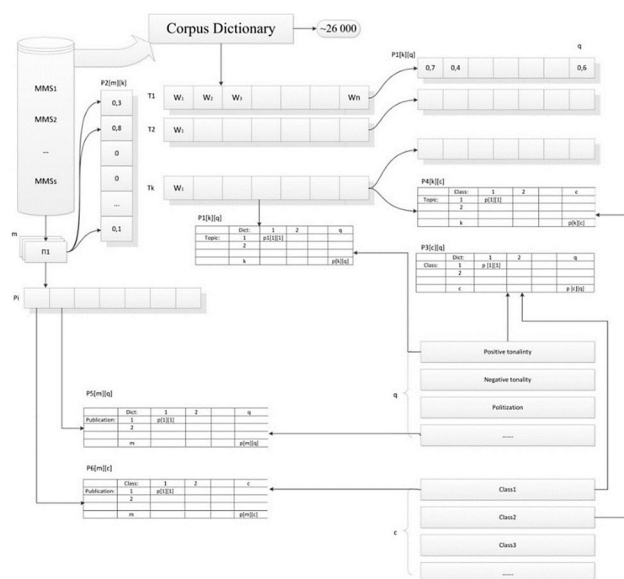 Corpus Dictionary
~26 000
MMS1
MMS2
...
MMSs
P2[m][k]
0,3
0,8
0
0
...
0,1
T1 W1 W2 W3 Wn
T2 W1
Tk W1
P1[k][q] q
0,7 0,4 0,6
P4[k][c]
Class: 1 2 c
Topic: 1 p[1][1]
2
k p[k][c]
P1[k][q]
Dict: 1 2 q
Topic: 1 p1[1][1]
2
k p[k][q]
P3[c][q]
Dict: 1 2 q
Class: 1 p [1][1]
2
c p [c][q]
m
П1
Pi
q
Positive tonalinty
Negative tonality
Politization
......
P5[m][q]
Dict: 1 2 q
Publication: 1 p[1][1]
2
m p[m][q]
P6[m][c]
Class: 1 2 c
Publication: 1 p[1][1]
2
m p[m][c]
c
Class1
Class2
Class3
......